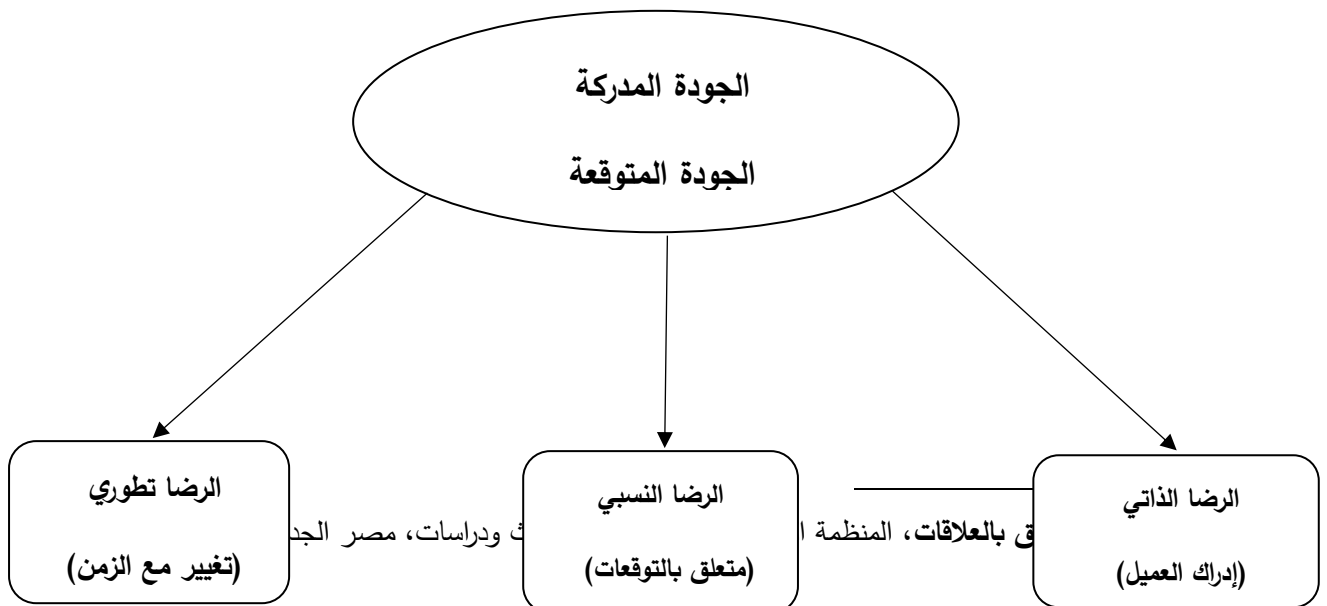 الجودة المدركة
الجودة المتوقعة
الرضا الذاتي
(إدراك العميل)
الرضا النسبي
(متعلق بالتوقعات)
الرضا تطوري
(تغيير مع الزمن)
بالعلاقات، المنظمة ودراسات، مصر